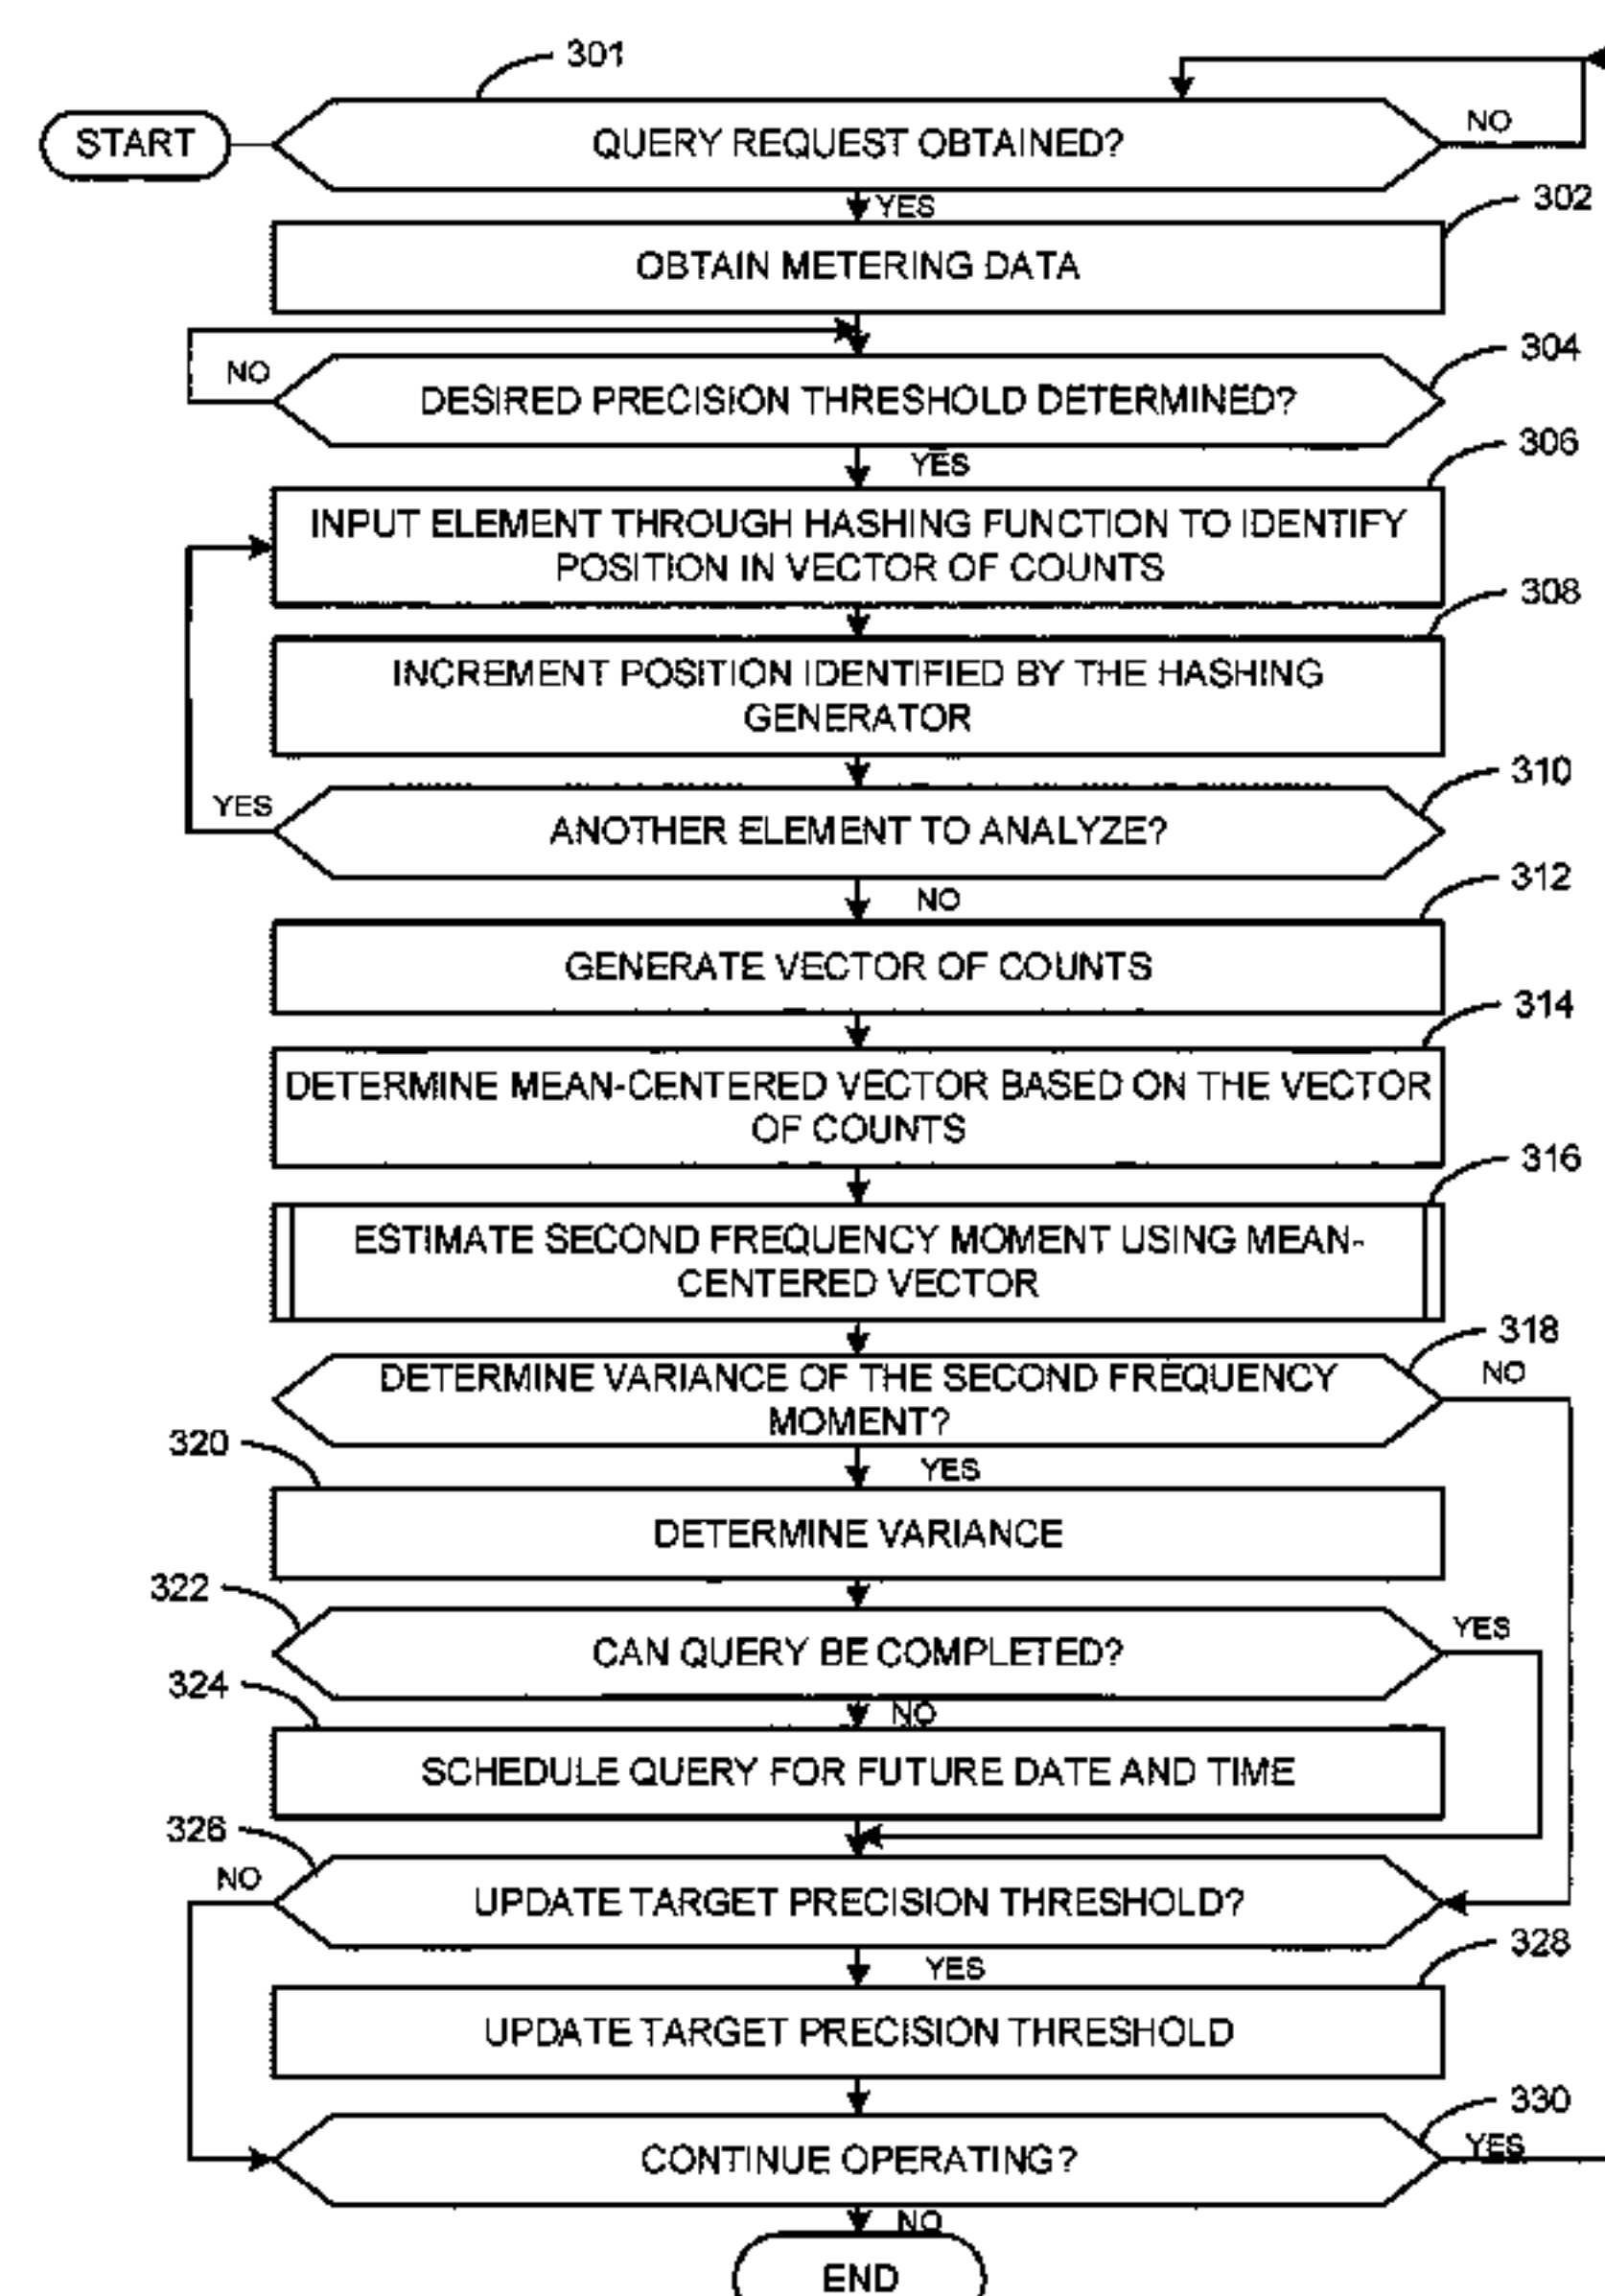 301
START
QUERY REQUEST OBTAINED?
NO
YES
302
OBTAIN METERING DATA
304
NO
DESIRED PRECISION THRESHOLD DETERMINED?
YES
306
INPUT ELEMENT THROUGH HASHING FUNCTION TO IDENTIFY
POSITION IN VECTOR OF COUNTS
308
INCREMENT POSITION IDENTIFIED BY THE HASHING
GENERATOR
310
YES
ANOTHER ELEMENT TO ANALYZE?
312
NO
GENERATE VECTOR OF COUNTS
314
DETERMINE MEAN-CENTERED VECTOR BASED ON THE VECTOR
OF COUNTS
316
ESTIMATE SECOND FREQUENCY MOMENT USING MEAN-
CENTERED VECTOR
318
DETERMINE VARIANCE OF THE SECOND FREQUENCY
MOMENT?
NO
320
YES
DETERMINE VARIANCE
322
CAN QUERY BE COMPLETED?
YES
324
NO
SCHEDULE QUERY FOR FUTURE DATE AND TIME
326
NO
UPDATE TARGET PRECISION THRESHOLD?
328
YES
UPDATE TARGET PRECISION THRESHOLD
330
CONTINUE OPERATING?
YES
NO
END